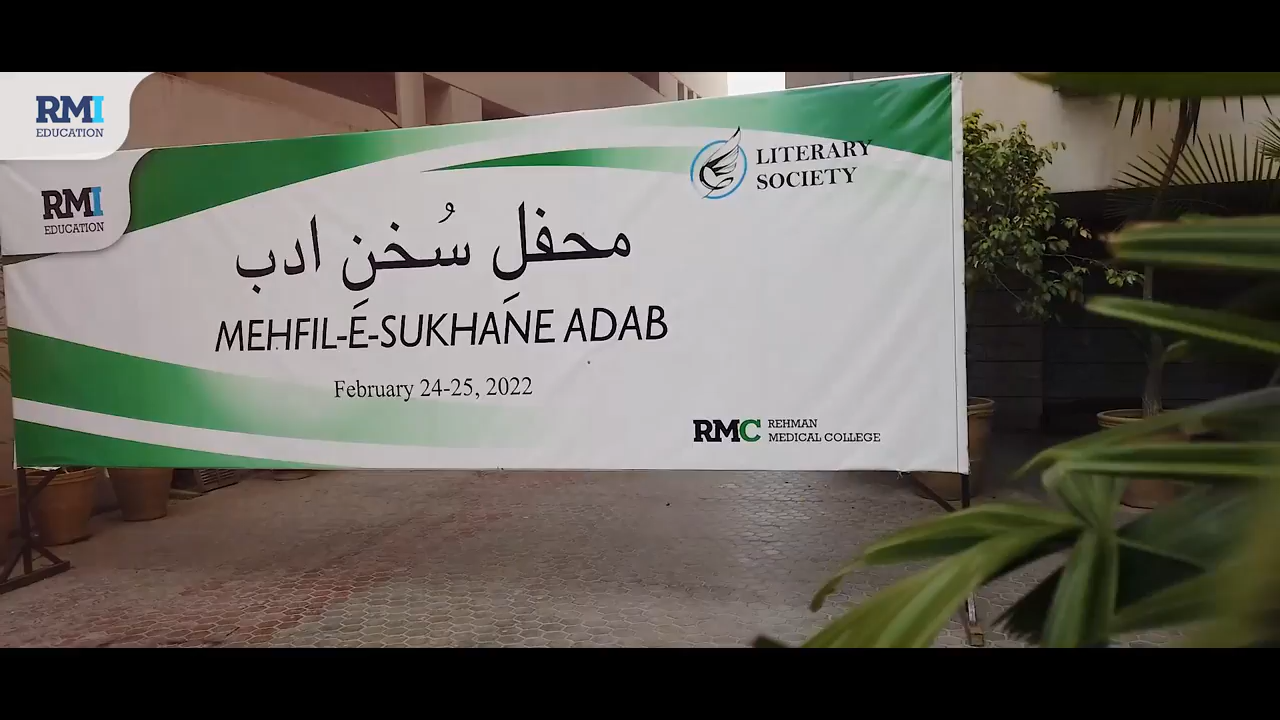 RMI
EDUCATION
RMI
EDUCATION
LITERARY
SOCIETY
محفلِ سُخنِ ادب
MEHFIL-E-SUKHANE ADAB
February 24-25, 2022
RMC REHMAN
MEDICAL COLLEGE